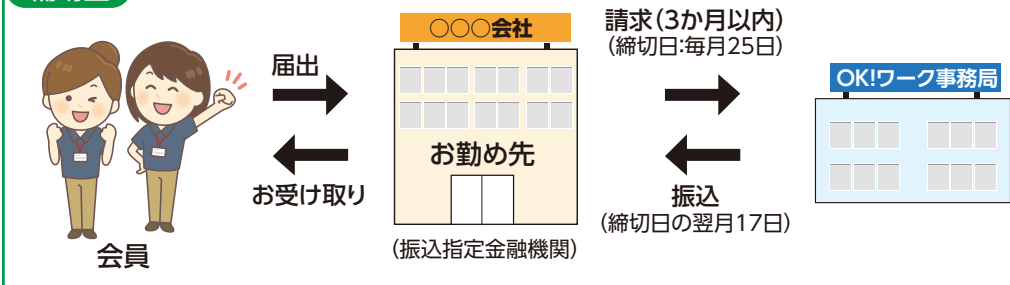 ○○○会社
請求(3か月以内)
(締切日:毎月25日)
届出
OK!ワーク事務局
お勤め先
お受け取り
振込
(締切日の翌月17日)
(振込指定金融機関)
会員